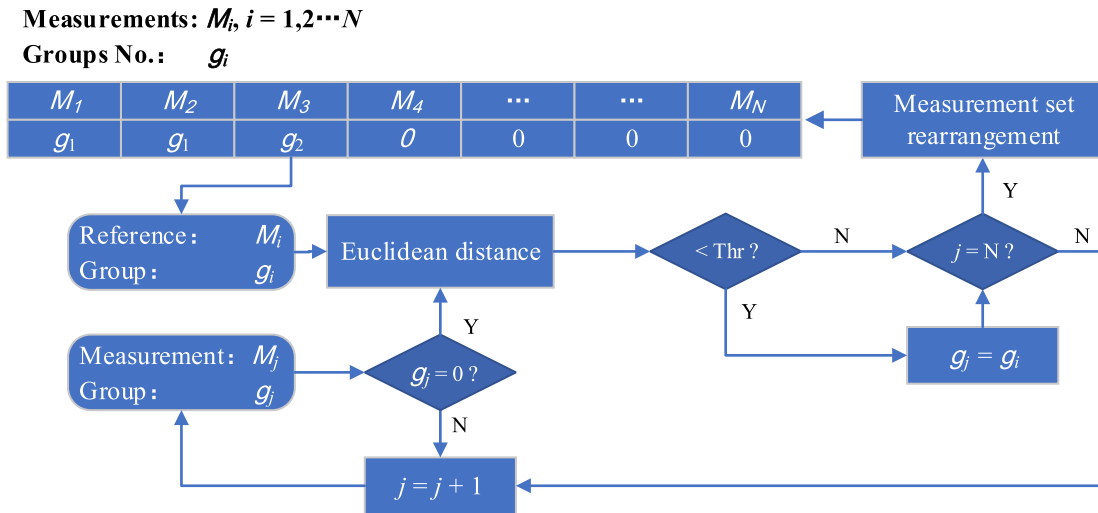 Measurements: Mᵢ, i = 1,2⋯N
Groups No.： gᵢ
M₁ M₂ M₃ M₄ ⋯ ⋯ M_N
g₁ g₁ g₂ 0 0 0 0
Measurement set
rearrangement
Y
Reference： Mᵢ
Group： gᵢ
Euclidean distance
< Thr ?
N
j = N ?
N
Y
Y
Measurement： Mⱼ
Group： gⱼ
gⱼ = 0 ?
gⱼ = gᵢ
N
j = j + 1